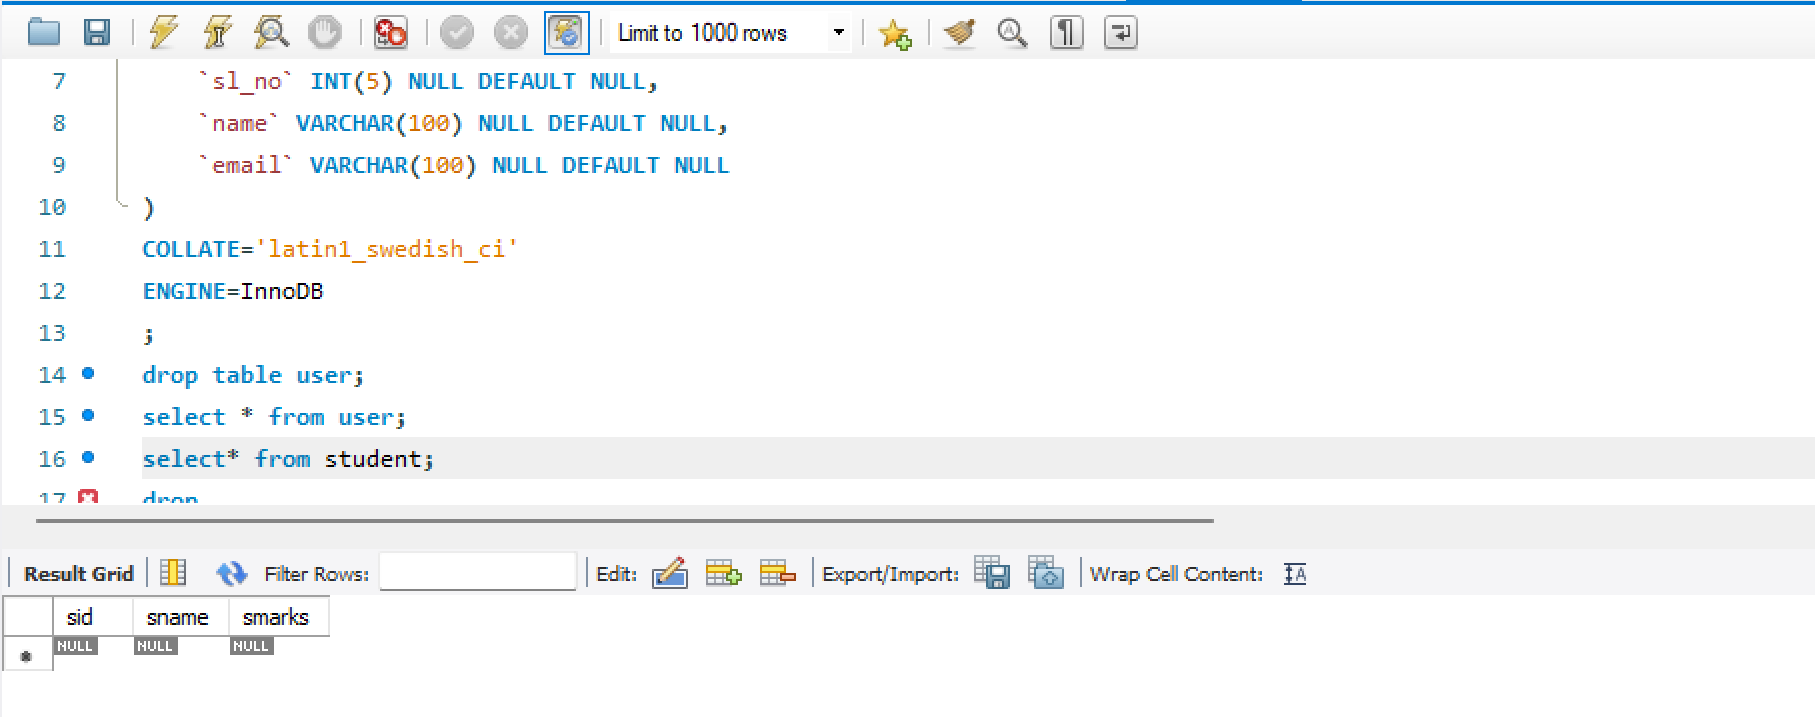 Limit to 1000 rows
7 `sl_no` INT(5) NULL DEFAULT NULL,
8 `name` VARCHAR(100) NULL DEFAULT NULL,
9 `email` VARCHAR(100) NULL DEFAULT NULL
10 )
11 COLLATE='latin1_swedish_ci'
12 ENGINE=InnoDB
13 ;
14 drop table user;
15 select * from user;
16 select* from student;
17 drop
Result Grid Filter Rows: Edit: Export/Import: Wrap Cell Content: IA
sid sname smarks
NULL NULL NULL